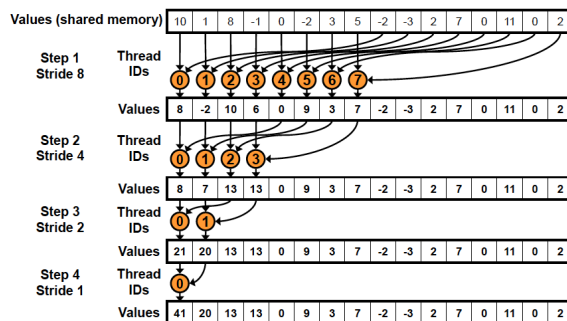 Values (shared memory) 10 1 8 -1 0 -2 3 5 -2 -3 2 7 0 11 0 2
Step 1 Thread
Stride 8 IDs 0 1 2 3 4 5 6 7
Values 8 -2 10 6 0 9 3 7 -2 -3 2 7 0 11 0 2
Step 2 Thread
Stride 4 IDs 0 1 2 3
Values 8 7 13 13 0 9 3 7 -2 -3 2 7 0 11 0 2
Step 3 Thread
Stride 2 IDs 0 1
Values 21 20 13 13 0 9 3 7 -2 -3 2 7 0 11 0 2
Step 4 Thread
Stride 1 IDs 0
Values 41 20 13 13 0 9 3 7 -2 -3 2 7 0 11 0 2